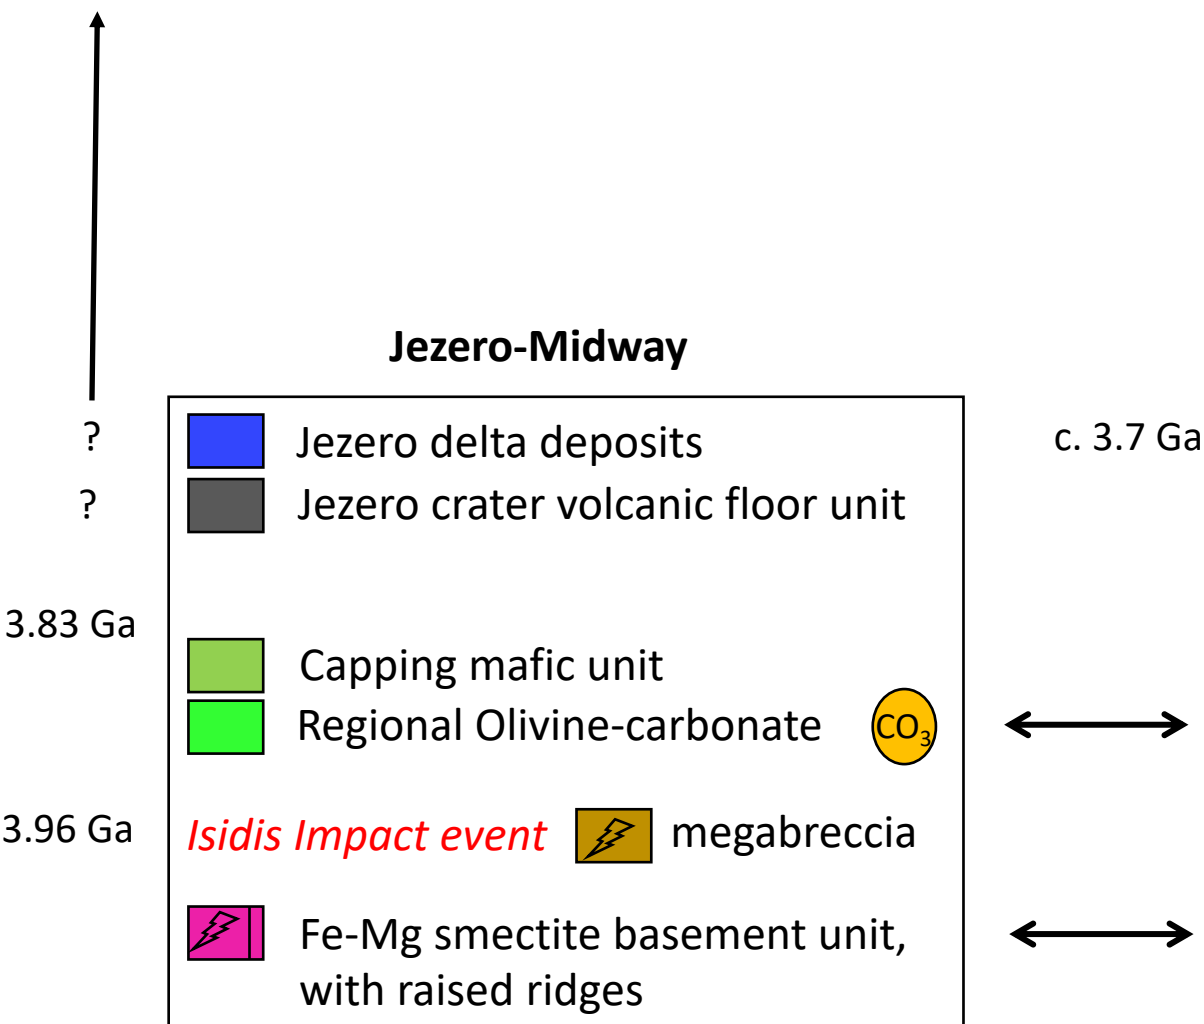 Jezero-Midway
? Jezero delta deposits c. 3.7 Ga
? Jezero crater volcanic floor unit
3.83 Ga
Capping mafic unit
Regional Olivine-carbonate CO₃
3.96 Ga Isidis Impact event megabreccia
Fe-Mg smectite basement unit,
with raised ridges